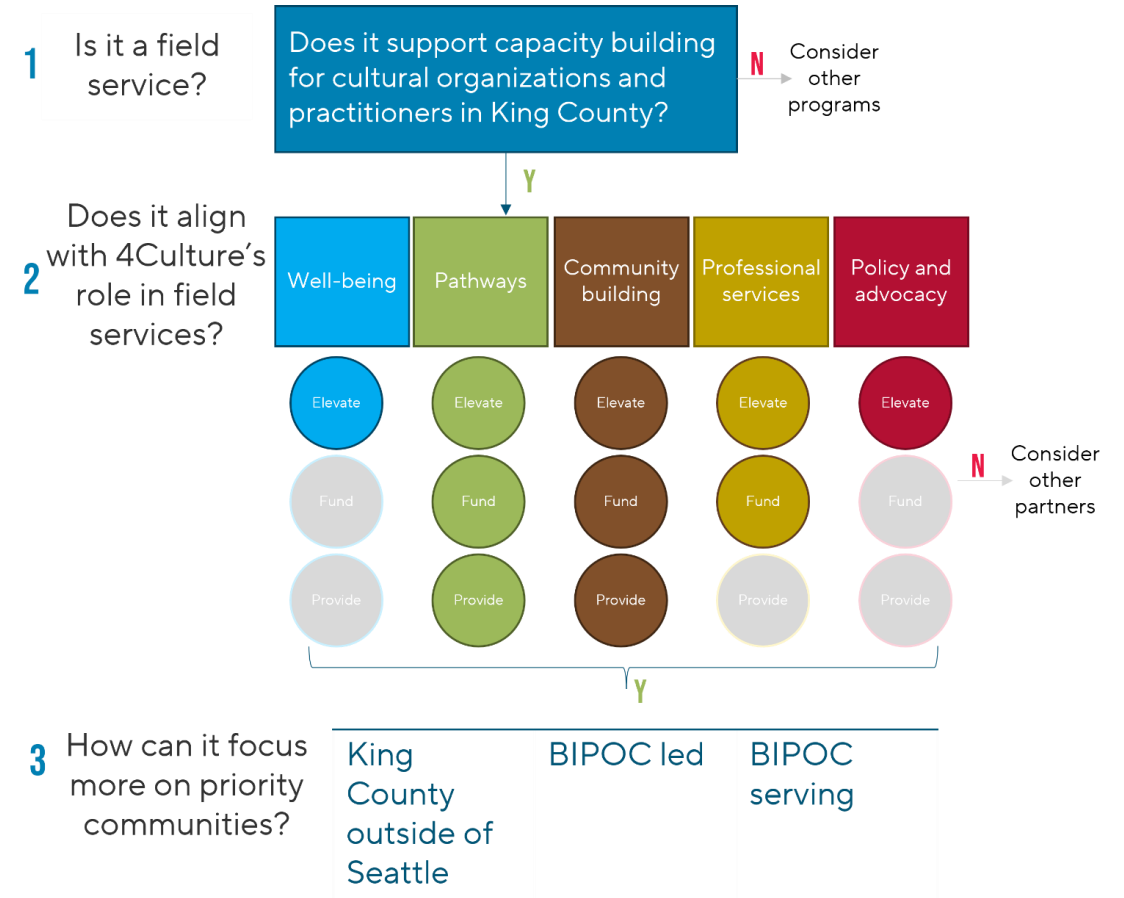 1
Is it a field
service?
Does it support capacity building
for cultural organizations and
practitioners in King County?
N
Consider
other
programs
Y
2
Does it align
with 4Culture's
role in field
services?
Well-being
Pathways
Community
building
Professional
services
Policy and
advocacy
Elevate
Elevate
Elevate
Elevate
Elevate
Fund
Fund
Fund
Fund
Fund
N
Consider
other
partners
Provide
Provide
Provide
Provide
Provide
Y
3
How can it focus
more on priority
communities?
King
County
outside of
Seattle
BIPOC led
BIPOC
serving